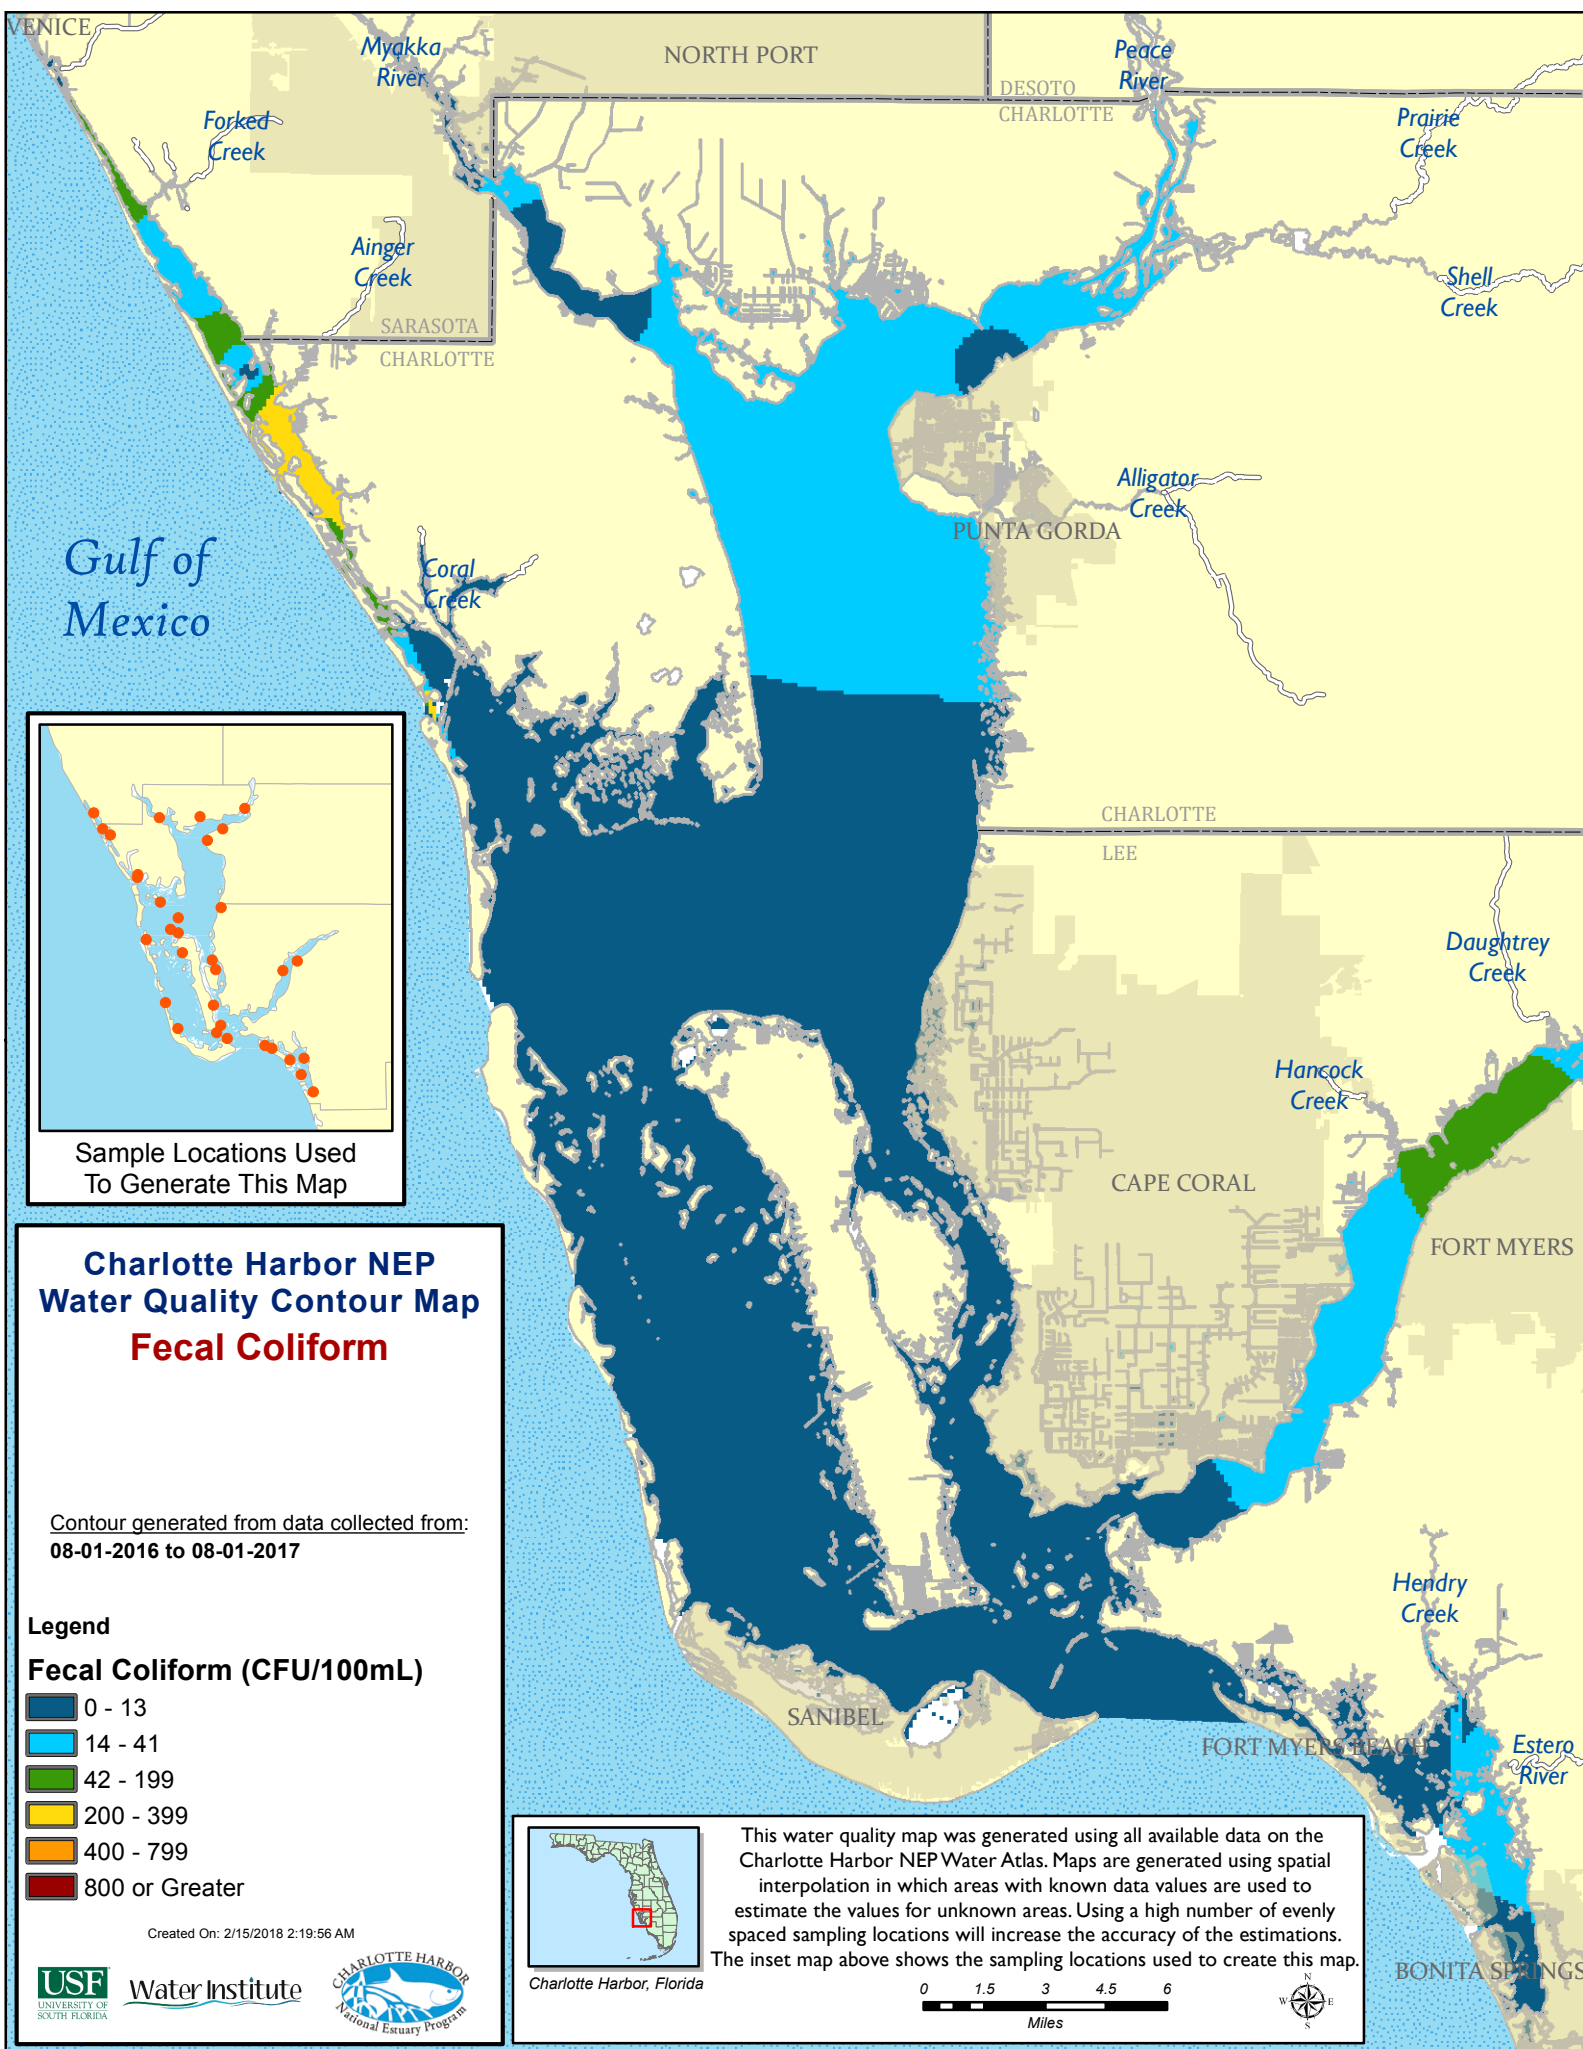 VENICE
Myakka
River
NORTH PORT
Peace
River
DESOTO
CHARLOTTE
Forked
Creek
Prairie
Creek
Ainger
Creek
Shell
Creek
SARASOTA
CHARLOTTE
Alligator
Creek
PUNTA GORDA
Gulf of
Mexico
Coral
Creek
CHARLOTTE
LEE
Daughtrey
Creek
Hancock
Creek
CAPE CORAL
FORT MYERS
Sample Locations Used
To Generate This Map
Charlotte Harbor NEP
Water Quality Contour Map
Fecal Coliform
Contour generated from data collected from:
08-01-2016 to 08-01-2017
Hendry
Creek
SANIBEL
FORT MYERS BEACH
Estero
River
BONITA SPRINGS
Legend
Fecal Coliform (CFU/100mL)
0 - 13
14 - 41
42 - 199
200 - 399
400 - 799
800 or Greater
Created On: 2/15/2018 2:19:56 AM
USF
UNIVERSITY OF
SOUTH FLORIDA
Water Institute
CHARLOTTE HARBOR
National Estuary Program
Charlotte Harbor, Florida
This water quality map was generated using all available data on the
Charlotte Harbor NEP Water Atlas. Maps are generated using spatial
interpolation in which areas with known data values are used to
estimate the values for unknown areas. Using a high number of evenly
spaced sampling locations will increase the accuracy of the estimations.
The inset map above shows the sampling locations used to create this map.
0 1.5 3 4.5 6
Miles
N
W E
S